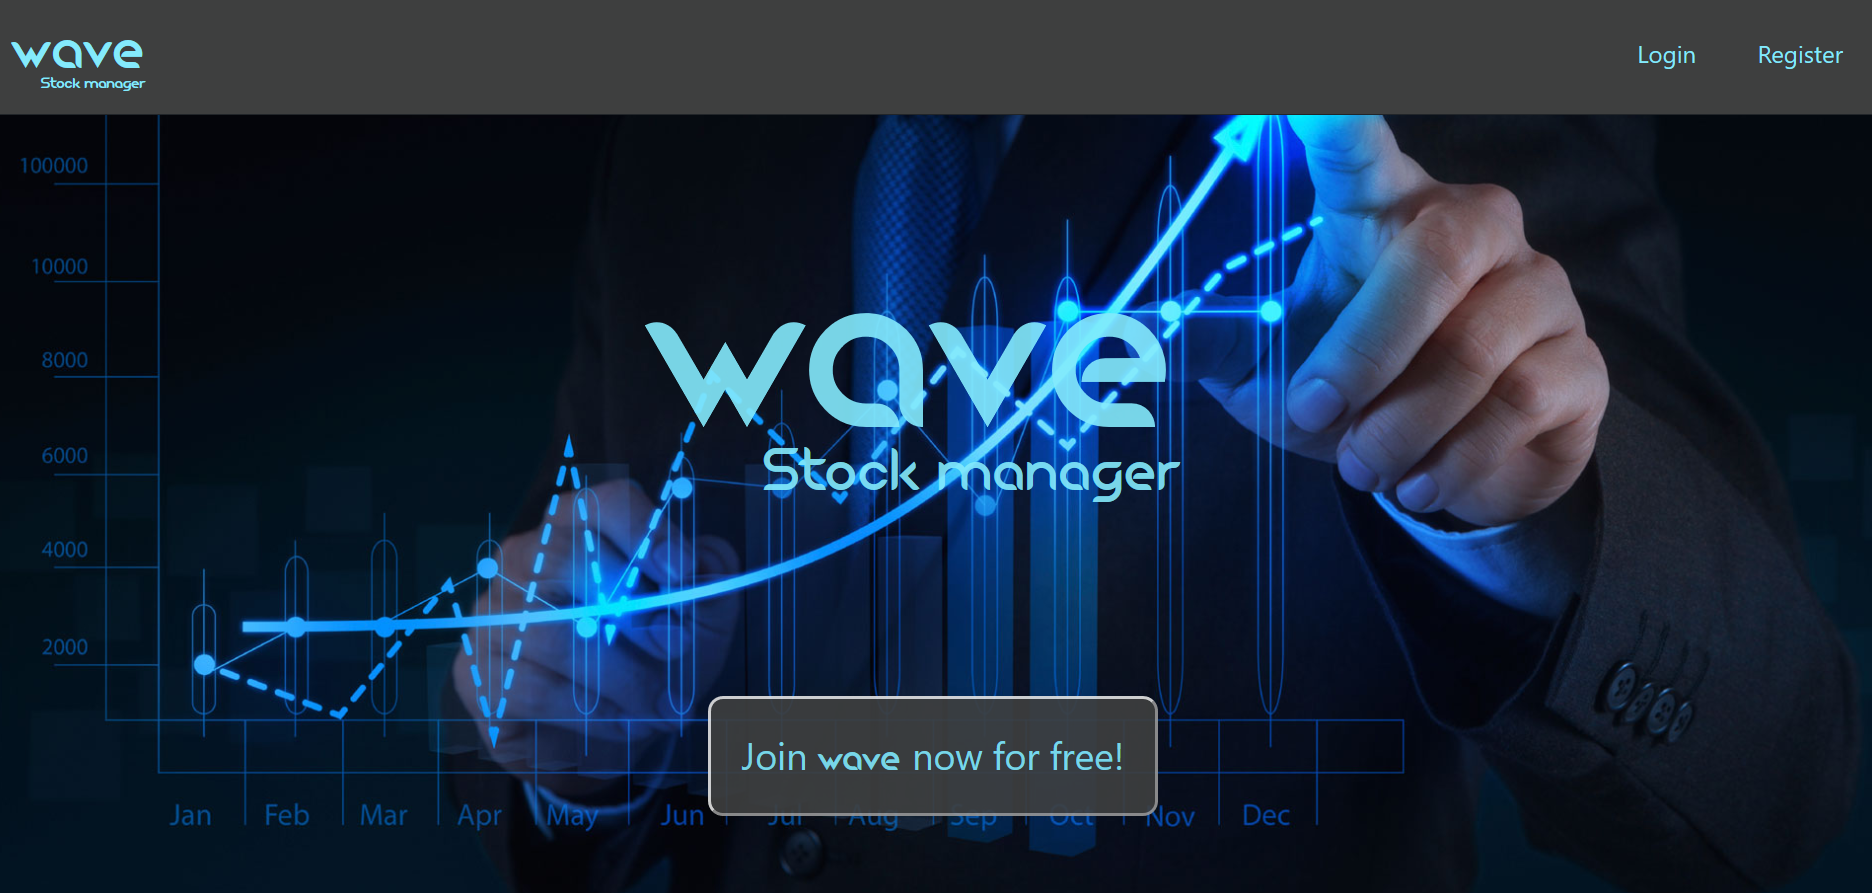 wave
Stock manager
Login
Register
100000
10000
8000
6000
4000
2000
wave
Stock manager
Join wave now for free!
Jan Feb Mar Apr May Jun Jul Aug Sep Oct Nov Dec